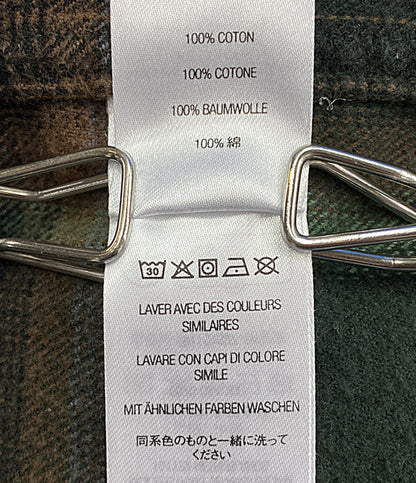 100% COTON
100% COTONE
100% BAUMWOLLE
100% 綿
30
LAVER AVEC DES COULEURS
SIMILAIRES
LAVARE CON CAPI DI COLORE
SIMILE
MIT ÄHNLICHEN FARBEN WASCHEN
同系色のものと一緒に洗って
ください